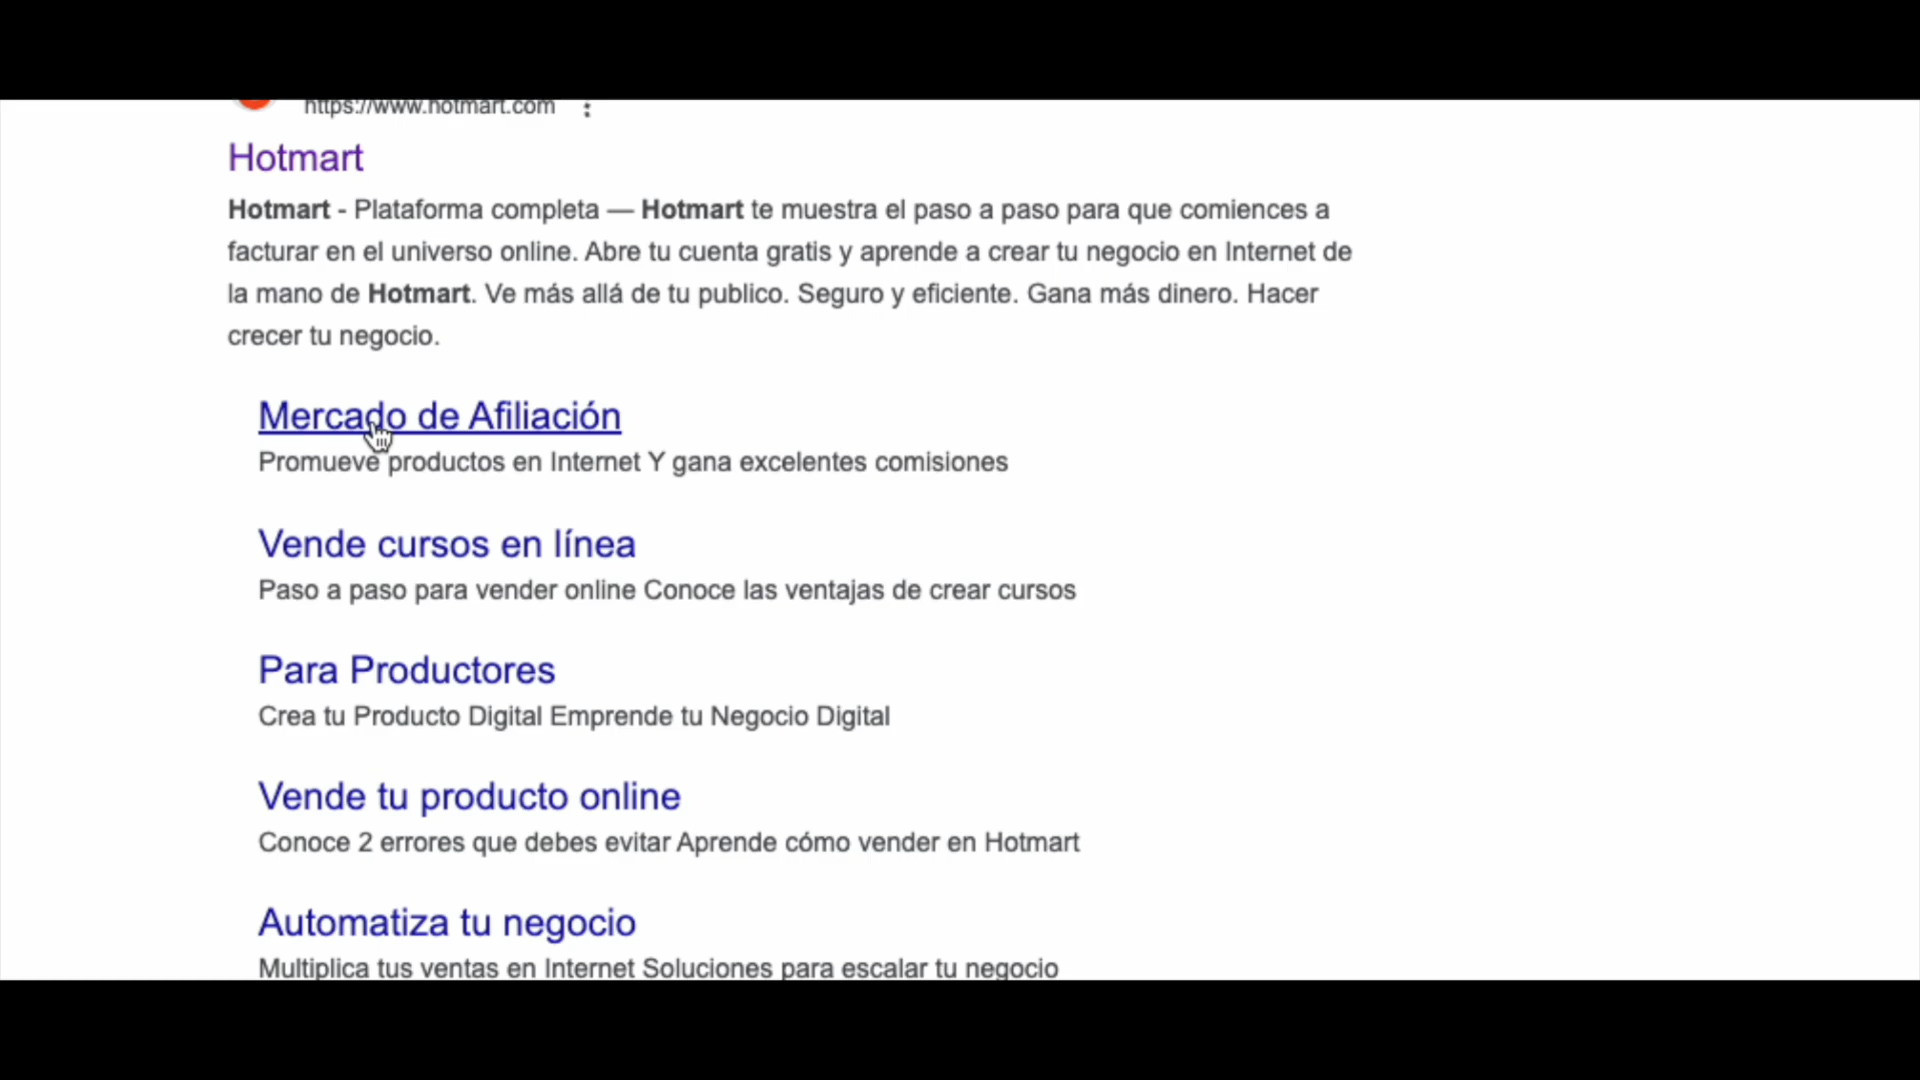 https://www.hotmart.com
Hotmart
Hotmart - Plataforma completa — Hotmart te muestra el paso a paso para que comiences a
facturar en el universo online. Abre tu cuenta gratis y aprende a crear tu negocio en Internet de
la mano de Hotmart. Ve más allá de tu publico. Seguro y eficiente. Gana más dinero. Hacer
crecer tu negocio.
Mercado de Afiliación
Promueve productos en Internet Y gana excelentes comisiones
Vende cursos en línea
Paso a paso para vender online Conoce las ventajas de crear cursos
Para Productores
Crea tu Producto Digital Emprende tu Negocio Digital
Vende tu producto online
Conoce 2 errores que debes evitar Aprende cómo vender en Hotmart
Automatiza tu negocio
Multiplica tus ventas en Internet Soluciones para escalar tu negocio